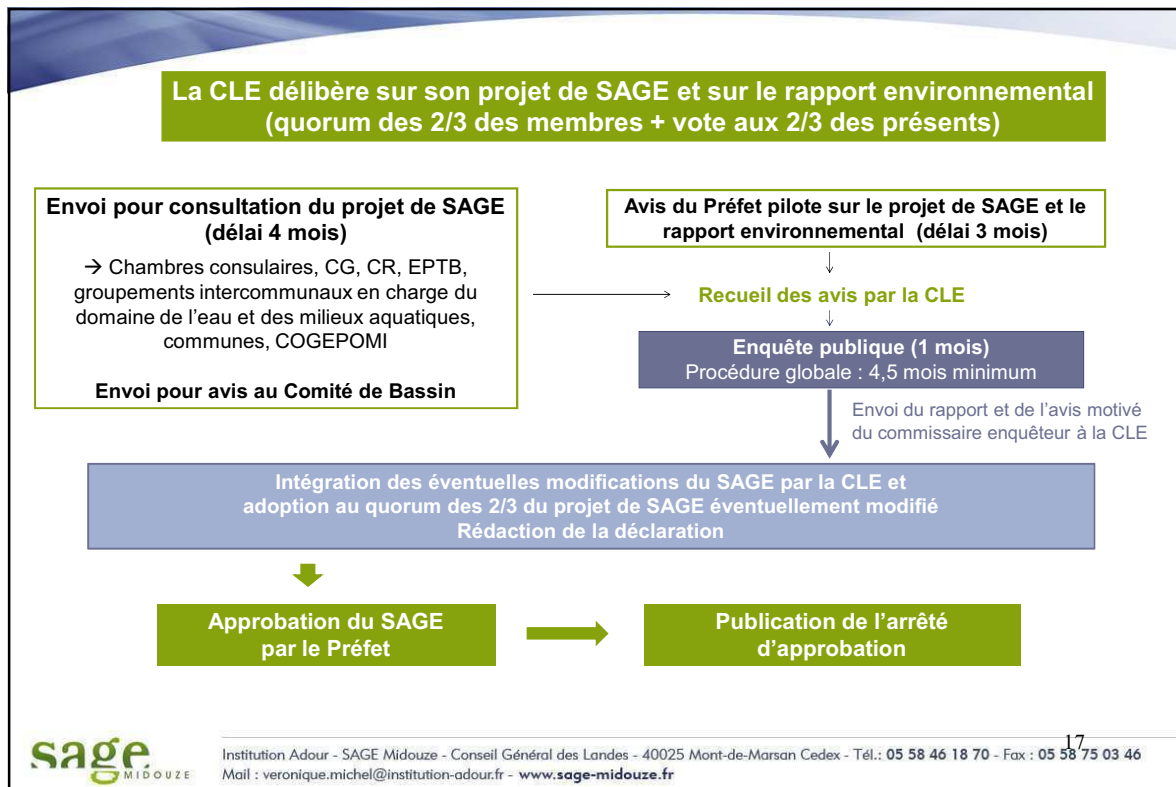 La CLE délibère sur son projet de SAGE et sur le rapport environnemental
(quorum des 2/3 des membres + vote aux 2/3 des présents)
Envoi pour consultation du projet de SAGE
(délai 4 mois)
→ Chambres consulaires, CG, CR, EPTB,
groupements intercommunaux en charge du
domaine de l'eau et des milieux aquatiques,
communes, COGEPOMI
Envoi pour avis au Comité de Bassin
Avis du Préfet pilote sur le projet de SAGE et le
rapport environnemental (délai 3 mois)
Recueil des avis par la CLE
Enquête publique (1 mois)
Procédure globale : 4,5 mois minimum
Envoi du rapport et de l'avis motivé
du commissaire enquêteur à la CLE
Intégration des éventuelles modifications du SAGE par la CLE et
adoption au quorum des 2/3 du projet de SAGE éventuellement modifié
Rédaction de la déclaration
Approbation du SAGE
par le Préfet
Publication de l'arrêté
d'approbation
sage
MIDOUZE
Institution Adour - SAGE Midouze - Conseil Général des Landes - 40025 Mont-de-Marsan Cedex - Tél.: 05 58 46 18 70 - Fax : 05 58 75 03 46
Mail : veronique.michel@institution-adour.fr - www.sage-midouze.fr
17